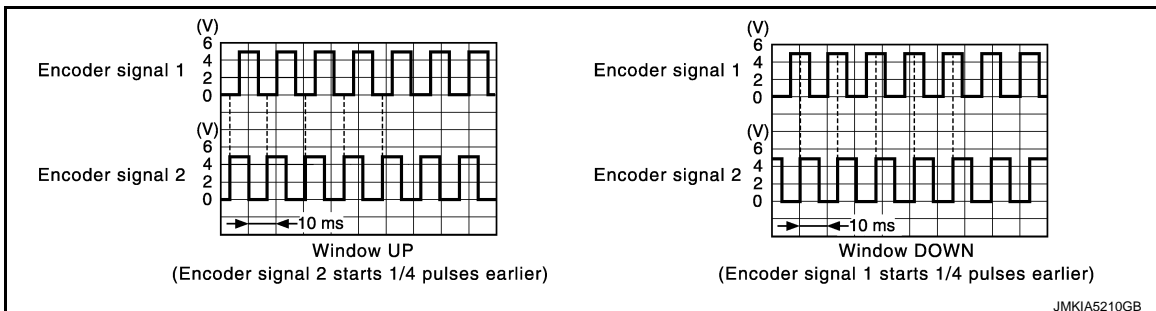 (V)
6
4
2
0
Encoder signal 1
(V)
6
4
2
0
Encoder signal 2
10 ms
Window UP
(Encoder signal 2 starts 1/4 pulses earlier)
(V)
6
4
2
0
Encoder signal 1
(V)
6
4
2
0
Encoder signal 2
10 ms
Window DOWN
(Encoder signal 1 starts 1/4 pulses earlier)
JMKIA5210GB